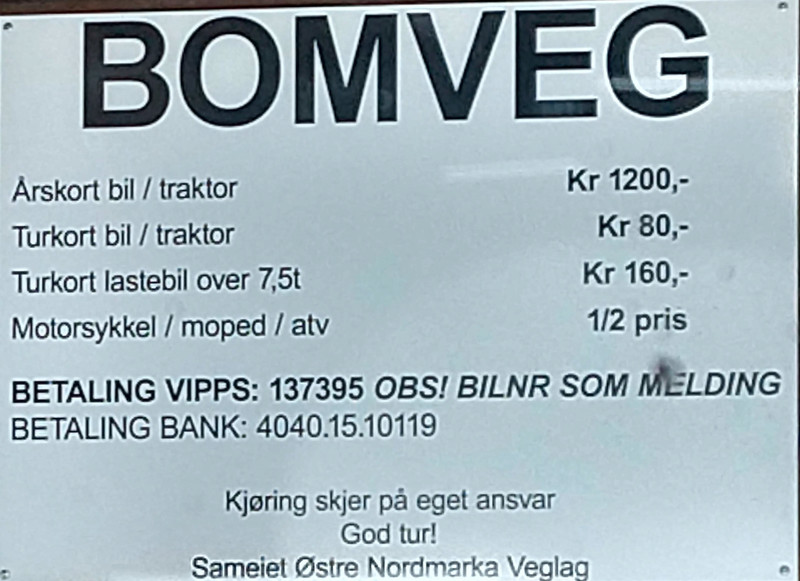 BOMVEG
Årskort bil / traktor Kr 1200,-
Turkort bil / traktor Kr 80,-
Turkort lastebil over 7,5t Kr 160,-
Motorsykkel / moped / atv 1/2 pris
BETALING VIPPS: 137395 OBS! BILNR SOM MELDING
BETALING BANK: 4040.15.10119
Kjøring skjer på eget ansvar
God tur!
Sameiet Østre Nordmarka Veglag